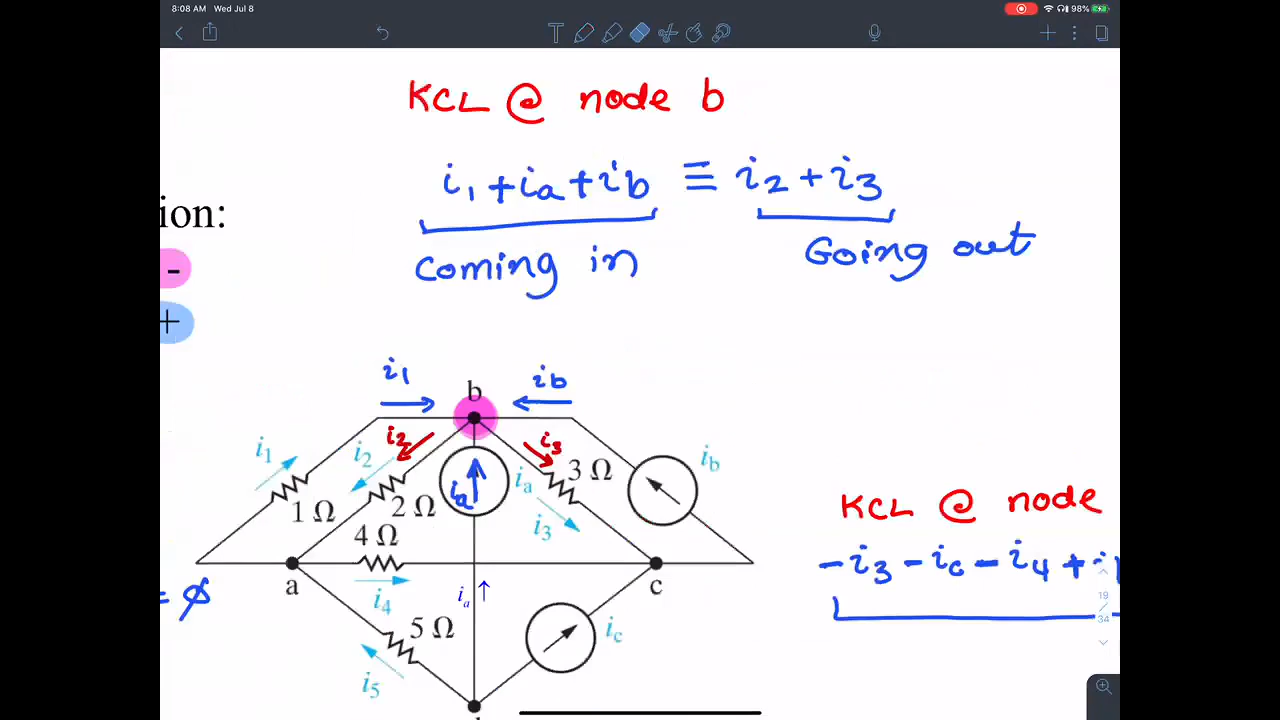 8:08 AM Wed Jul 8
98%
T
KCL @ node b
i1 + ia + ib ≡ i2 + i3
Coming in
Going out
ion:
-
+
i1
ib
b
i1
i2
i2
ia
i3
ia
3 Ω
ib
1 Ω
2 Ω
i3
4 Ω
KCL @ node
-i3 - ic - i4 +
a
c
= ø
i4
ia ↑
19
34
5 Ω
ic
i5